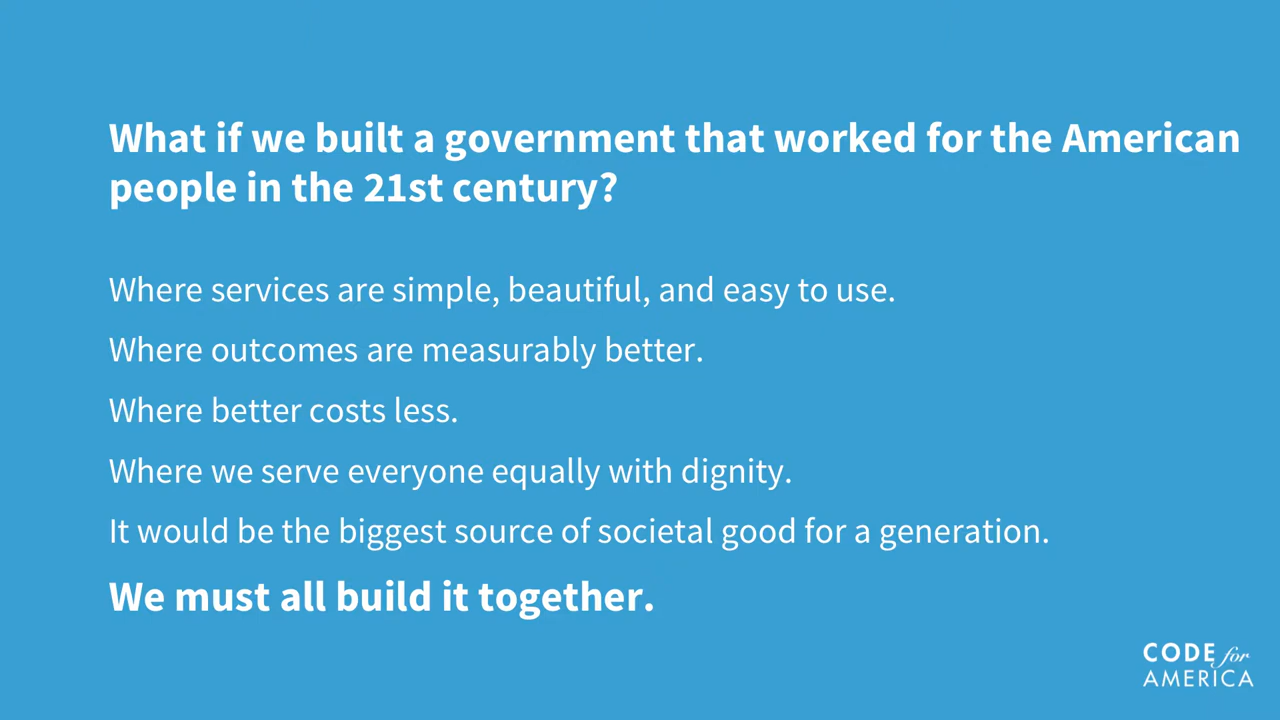 What if we built a government that worked for the American
people in the 21st century?
Where services are simple, beautiful, and easy to use.
Where outcomes are measurably better.
Where better costs less.
Where we serve everyone equally with dignity.
It would be the biggest source of societal good for a generation.
We must all build it together.
CODE for
AMERICA